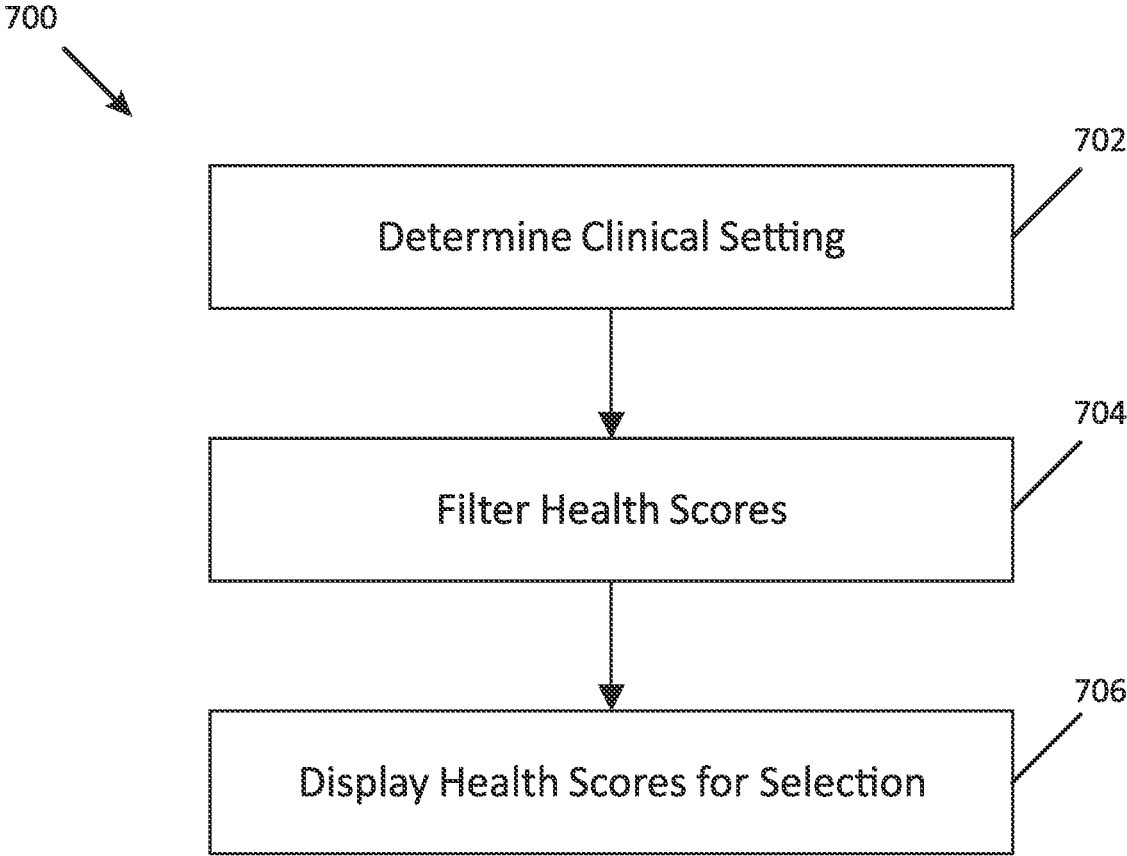 700
702
Determine Clinical Setting
704
Filter Health Scores
706
Display Health Scores for Selection